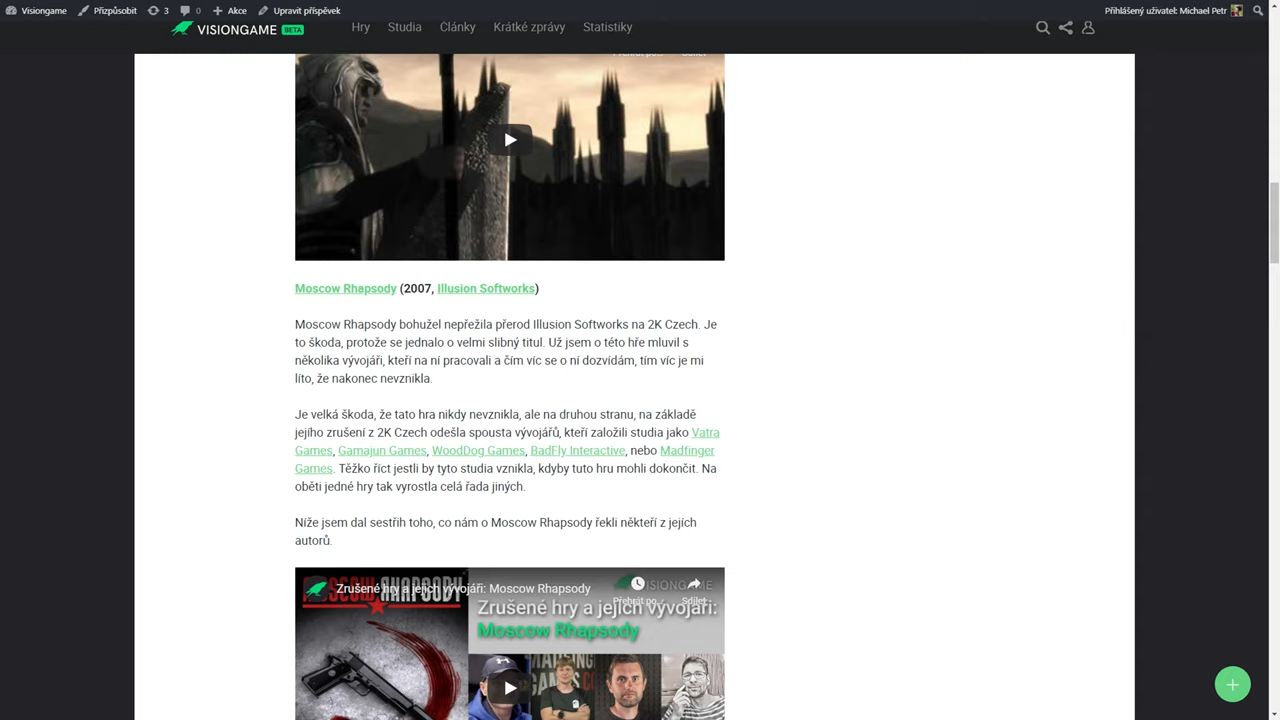 Visiongame Přizpůsobit 3 0 Akce Upravit příspěvek Přihlášený uživatel: Michael Petr
VISIONGAME BETA Hry Studia Články Krátké zprávy Statistiky
Moscow Rhapsody (2007, Illusion Softworks)
Moscow Rhapsody bohužel nepřežila přerod Illusion Softworks na 2K Czech. Je
to škoda, protože se jednalo o velmi slibný titul. Už jsem o této hře mluvil s
několika vývojáři, kteří na ní pracovali a čím víc se o ní dozvídám, tím víc je mi
líto, že nakonec nevznikla.
Je velká škoda, že tato hra nikdy nevznikla, ale na druhou stranu, na základě
jejího zrušení z 2K Czech odešla spousta vývojářů, kteří založili studia jako Vatra
Games, Gamajun Games, WoodDog Games, BadFly Interactive, nebo Madfinger
Games. Těžko říct jestli by tyto studia vznikla, kdyby tuto hru mohli dokončit. Na
oběti jedné hry tak vyrostla celá řada jiných.
Níže jsem dal sestřih toho, co nám o Moscow Rhapsody řekli někteří z jejích
autorů.
MOSCOW RHAPSODY
Zrušené hry a jejich vývojáři: Moscow Rhapsody
VISIONGAME
Přehrát po... Sdílet
Zrušené hry a jejich vývojáři:
Moscow Rhapsody